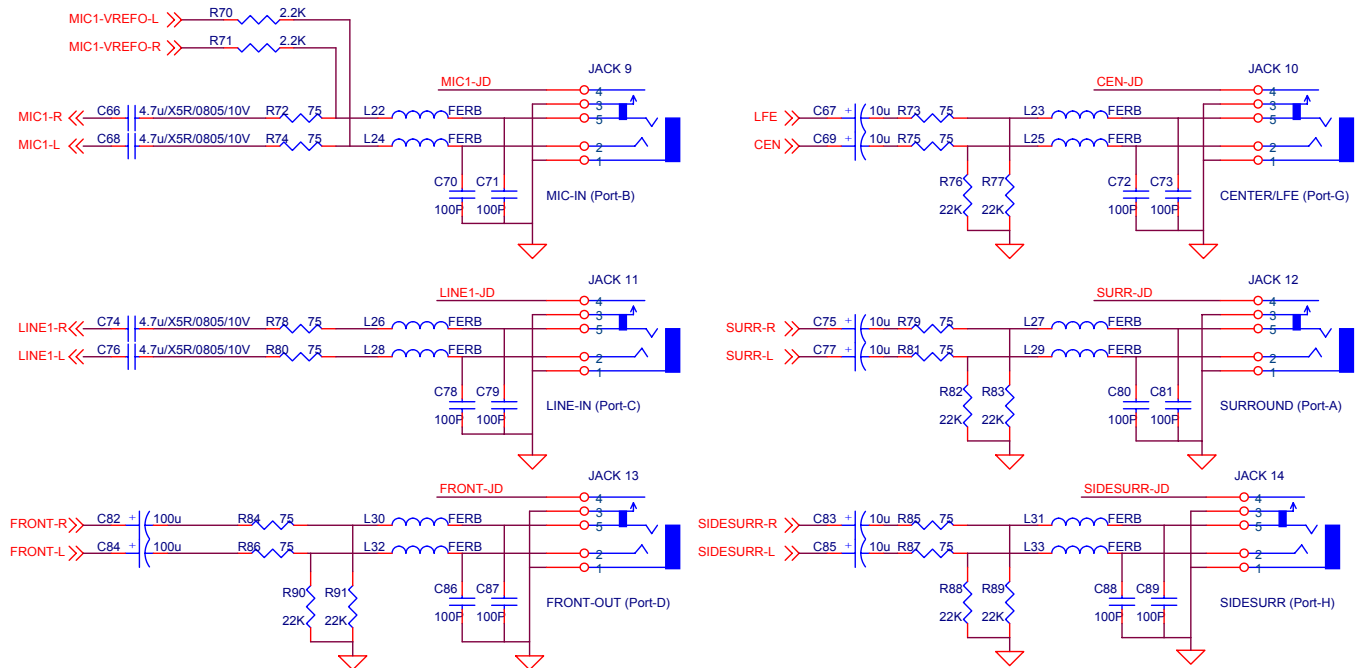 MIC1-VREFO-L R70 2.2K
MIC1-VREFO-R R71 2.2K
JACK 9
MIC1-JD
4
3
MIC1-R C66 4.7u/X5R/0805/10V R72 75 L22 FERB 5
MIC1-L C68 4.7u/X5R/0805/10V R74 75 L24 FERB 2
1
C70 C71
100P 100P
MIC-IN (Port-B)
JACK 10
CEN-JD
4
3
LFE C67 + 10u R73 75 L23 FERB 5
CEN C69 + 10u R75 75 L25 FERB 2
1
R76 R77 C72 C73
22K 22K 100P 100P
CENTER/LFE (Port-G)
JACK 11
LINE1-JD
4
3
LINE1-R C74 4.7u/X5R/0805/10V R78 75 L26 FERB 5
LINE1-L C76 4.7u/X5R/0805/10V R80 75 L28 FERB 2
1
C78 C79
100P 100P
LINE-IN (Port-C)
JACK 12
SURR-JD
4
3
SURR-R C75 + 10u R79 75 L27 FERB 5
SURR-L C77 + 10u R81 75 L29 FERB 2
1
R82 R83 C80 C81
22K 22K 100P 100P
SURROUND (Port-A)
JACK 13
FRONT-JD
4
3
FRONT-R C82 + 100u R84 75 L30 FERB 5
FRONT-L C84 + 100u R86 75 L32 FERB 2
1
R90 R91 C86 C87
22K 22K 100P 100P
FRONT-OUT (Port-D)
JACK 14
SIDESURR-JD
4
3
SIDESURR-R C83 + 10u R85 75 L31 FERB 5
SIDESURR-L C85 + 10u R87 75 L33 FERB 2
1
R88 R89 C88 C89
22K 22K 100P 100P
SIDESURR (Port-H)